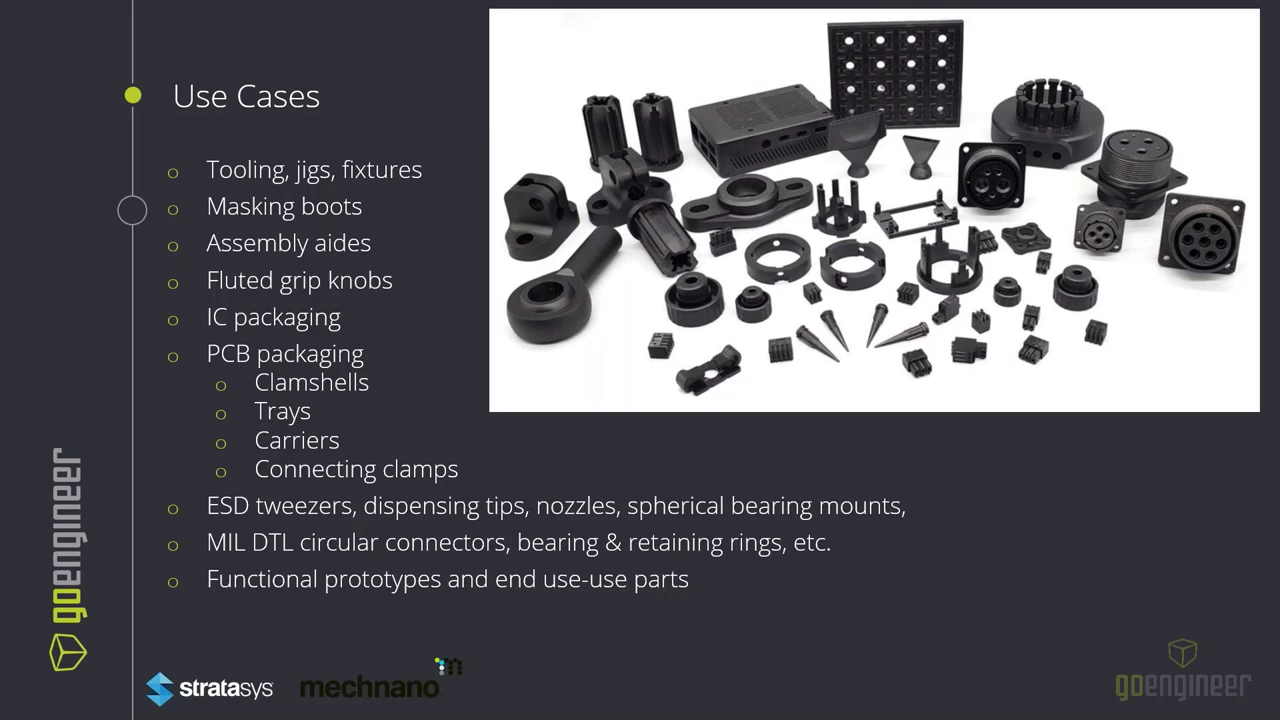 Use Cases
o Tooling, jigs, fixtures
o Masking boots
o Assembly aides
o Fluted grip knobs
o IC packaging
o PCB packaging
o Clamshells
o Trays
o Carriers
o Connecting clamps
o ESD tweezers, dispensing tips, nozzles, spherical bearing mounts,
o MIL DTL circular connectors, bearing & retaining rings, etc.
o Functional prototypes and end use-use parts
goengineer
stratasys
mechnano
m
goengineer